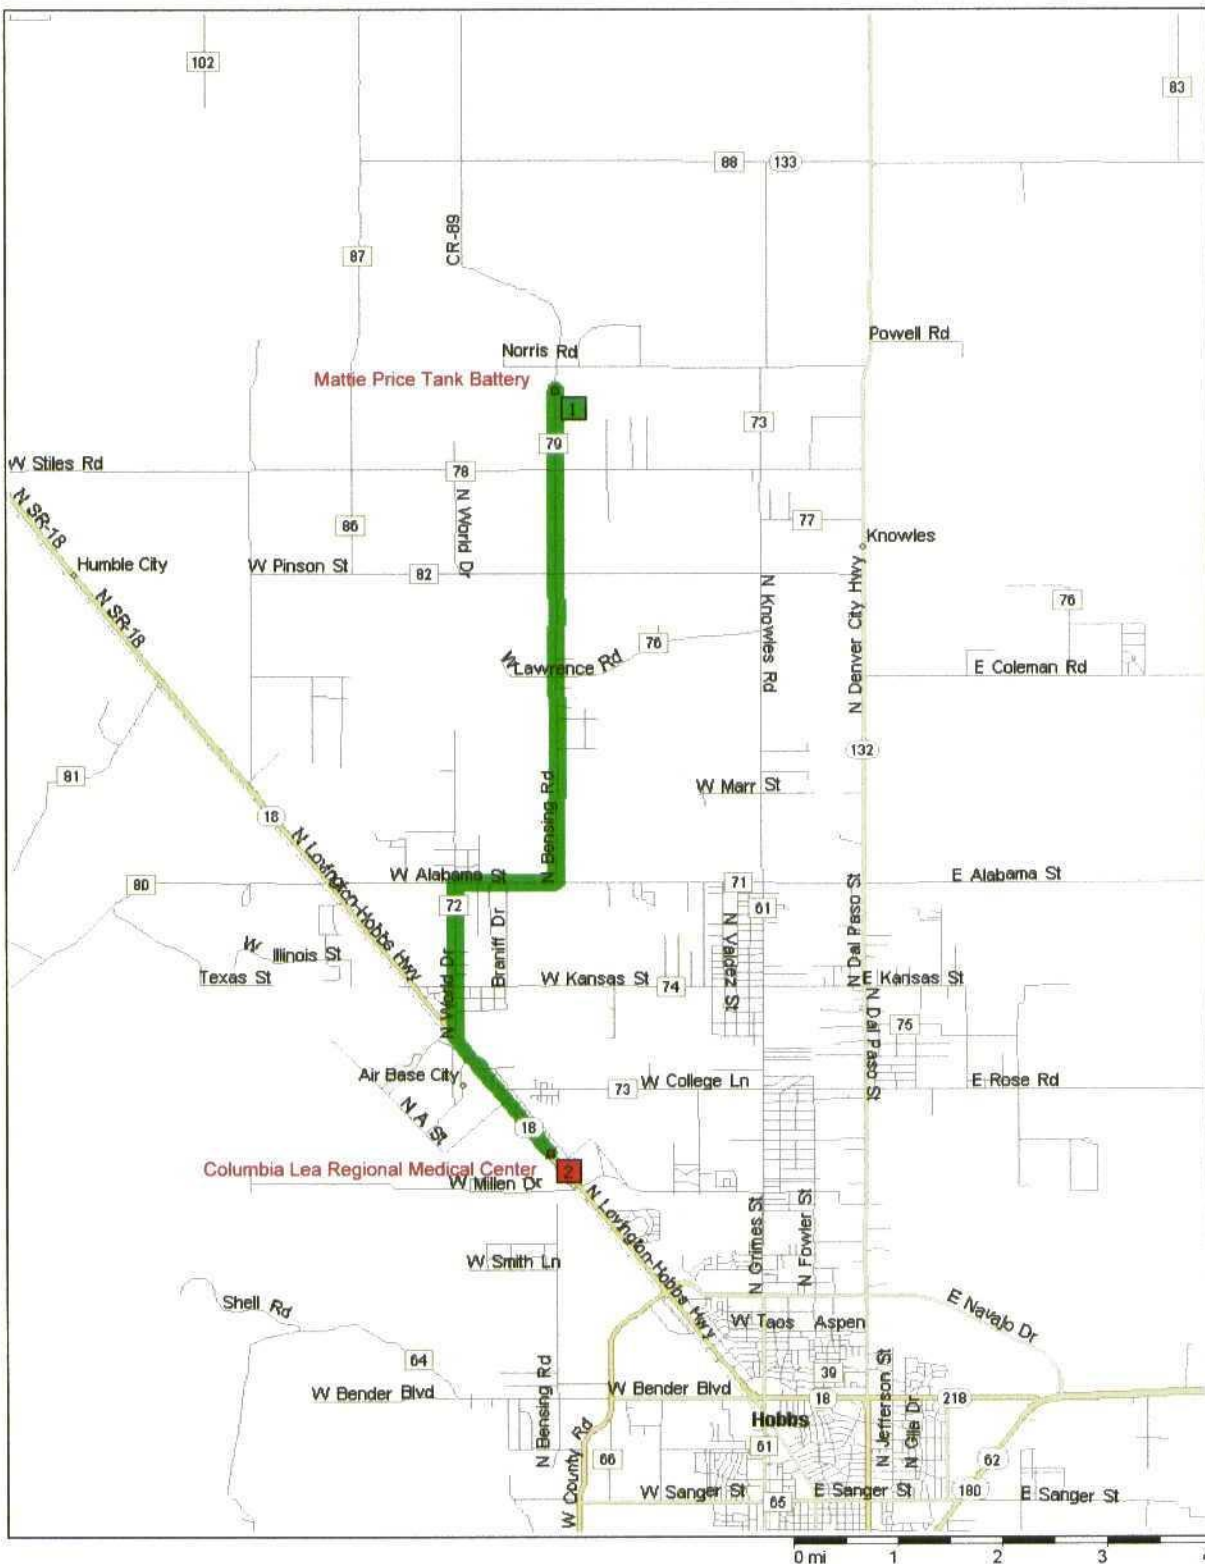 102
83
88
133
CR-89
87
Norris Rd
Powell Rd
Mattie Price Tank Battery
1
79
73
W Stiles Rd
78
N SR-18
N World Dr
86
77
Knowles
Humble City
W Pinson St
82
N SR-18
N Knowles Rd
N Denver City Hwy
76
76
W Lawrence Rd
E Coleman Rd
132
81
N Bensing Rd
W Marr St
18
N Lovington-Hobbs Hwy
80
W Alabama St
71
E Alabama St
72
61
W Illinois St
Braniff Dr
N Valdez St
N Dal Paso St
Texas St
N World Dr
W Kansas St
74
E Kansas St
N Dal Paso St
75
Air Base City
73
W College Ln
E Rose Rd
N A St
18
Columbia Lea Regional Medical Center
2
W Millen Dr
N Lovington-Hobbs Hwy
N Grimes St
N Fowler St
W Smith Ln
Shell Rd
E Navajo Dr
W Taos
Aspen
64
39
W Bender Blvd
W Bender Blvd
18
218
N Bensing Rd
Hobbs
N Jefferson St
N Glia Dr
W County Rd
66
61
62
W Sanger St
65
E Sanger St
180
E Sanger St
0 mi
1
2
3